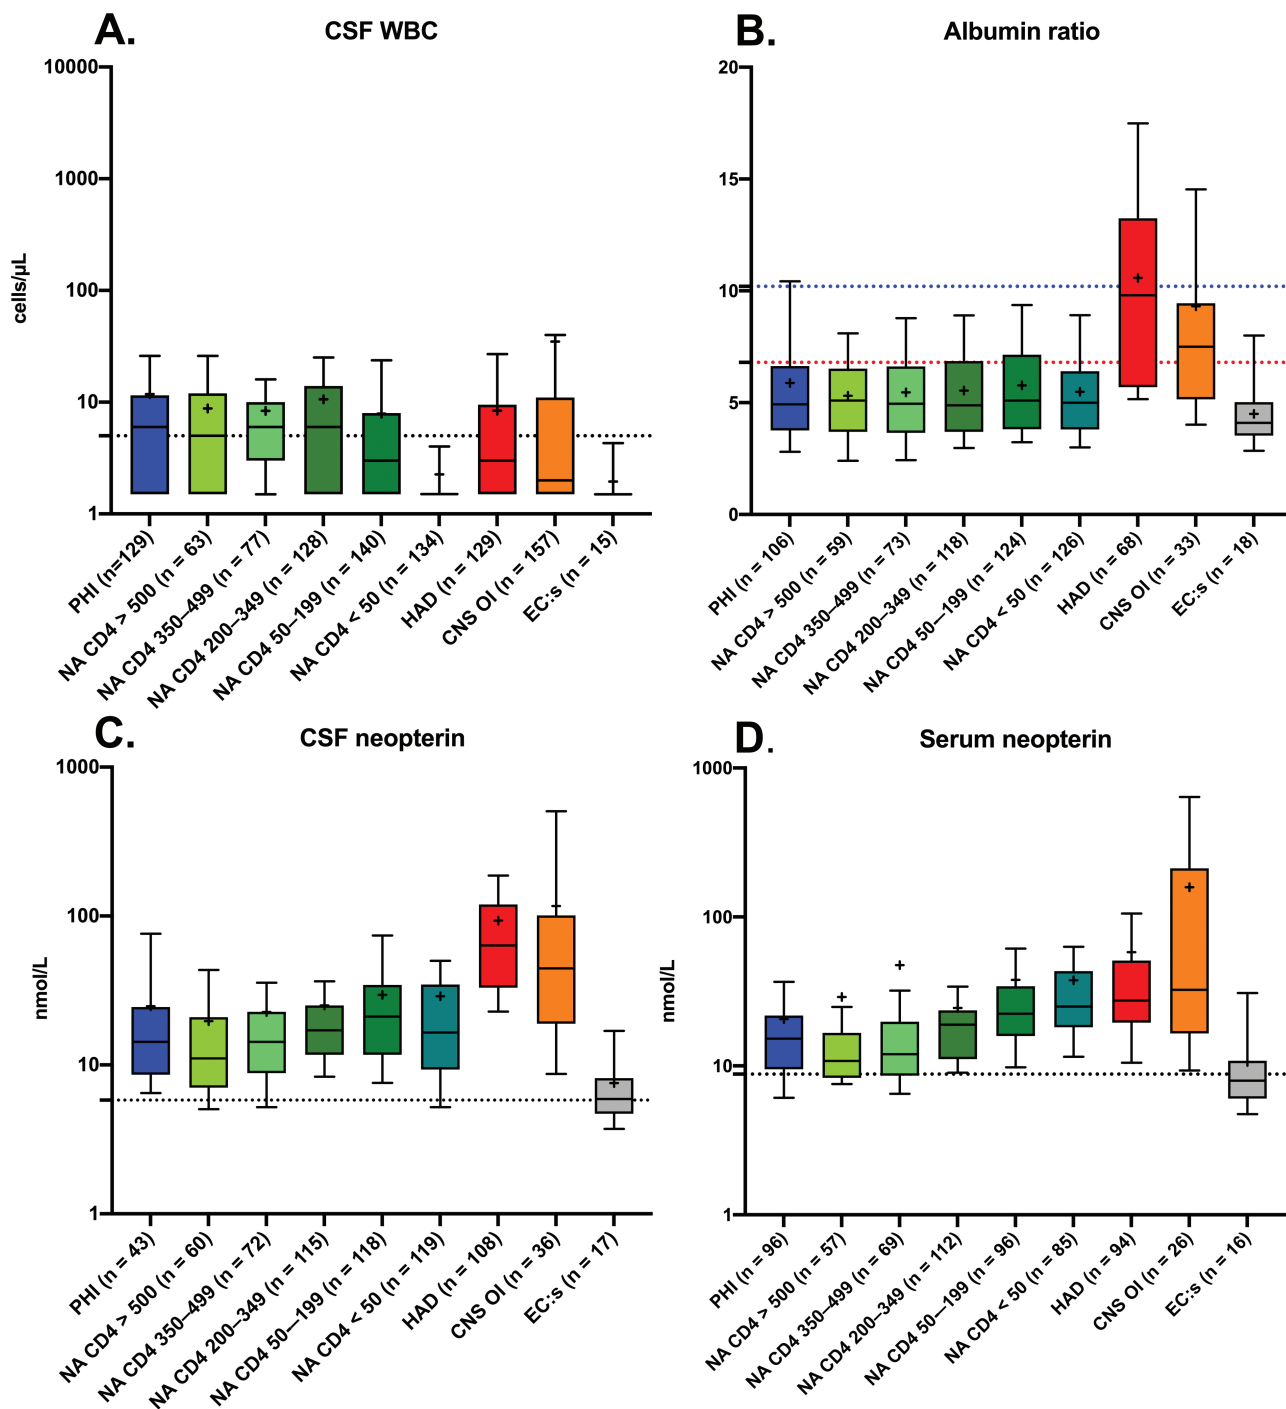 A.
CSF WBC
10000
1000
100
10
1
cells/µL
PHI (n=129)
NA CD4 > 500 (n = 63)
NA CD4 350–499 (n = 77)
NA CD4 200–349 (n = 128)
NA CD4 50–199 (n = 140)
NA CD4 < 50 (n = 134)
HAD (n = 129)
CNS OI (n = 157)
EC:s (n = 15)
B.
Albumin ratio
20
15
10
5
0
PHI (n = 106)
NA CD4 > 500 (n = 59)
NA CD4 350–499 (n = 73)
NA CD4 200–349 (n = 118)
NA CD4 50—199 (n = 124)
NA CD4 < 50 (n = 126)
HAD (n = 68)
CNS OI (n = 33)
EC:s (n = 18)
C.
CSF neopterin
1000
100
10
1
nmol/L
PHI (n = 43)
NA CD4 > 500 (n = 60)
NA CD4 350–499 (n = 72)
NA CD4 200–349 (n = 115)
NA CD4 50—199 (n = 118)
NA CD4 < 50 (n = 119)
HAD (n = 108)
CNS OI (n = 36)
EC:s (n = 17)
D.
Serum neopterin
1000
100
10
1
nmol/L
PHI (n = 96)
NA CD4 > 500 (n = 57)
NA CD4 350–499 (n = 69)
NA CD4 200–349 (n = 112)
NA CD4 50—199 (n = 96)
NA CD4 < 50 (n = 85)
HAD (n = 94)
CNS OI (n = 26)
EC:s (n = 16)